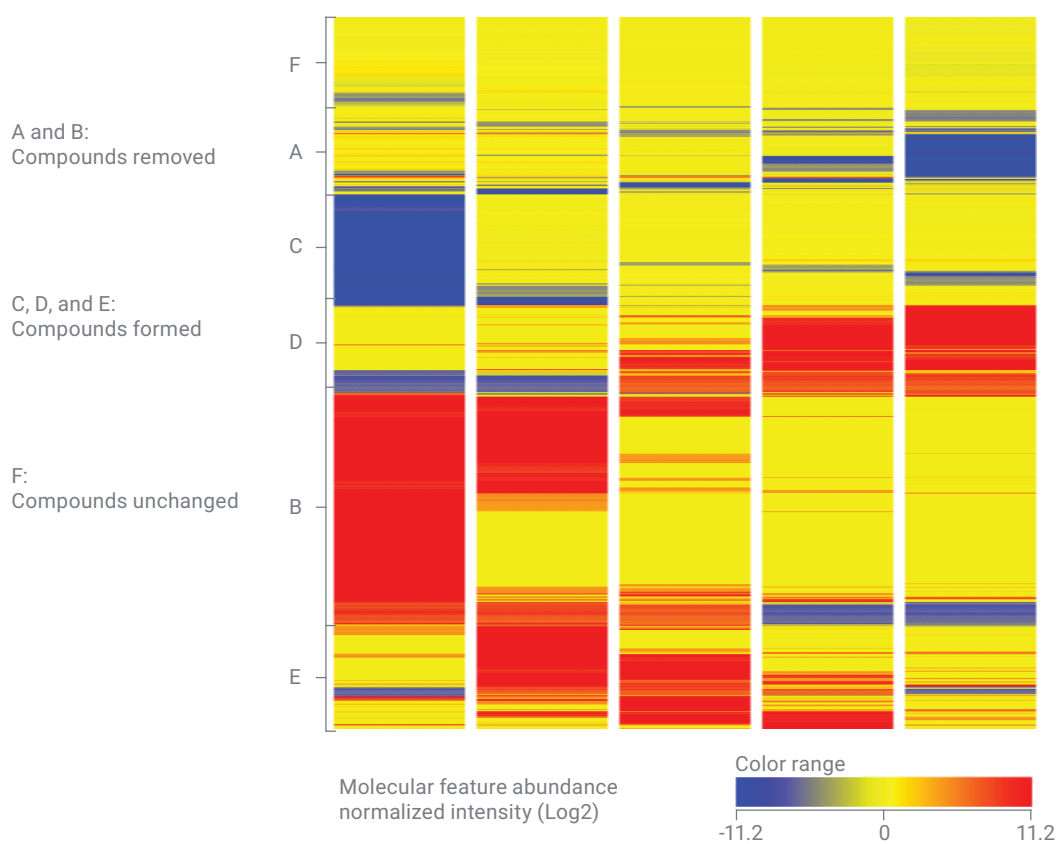 F
A and B:
Compounds removed
A
C
C, D, and E:
Compounds formed
D
F:
Compounds unchanged
B
E
Color range
Molecular feature abundance
normalized intensity (Log2)
-11.2 0 11.2